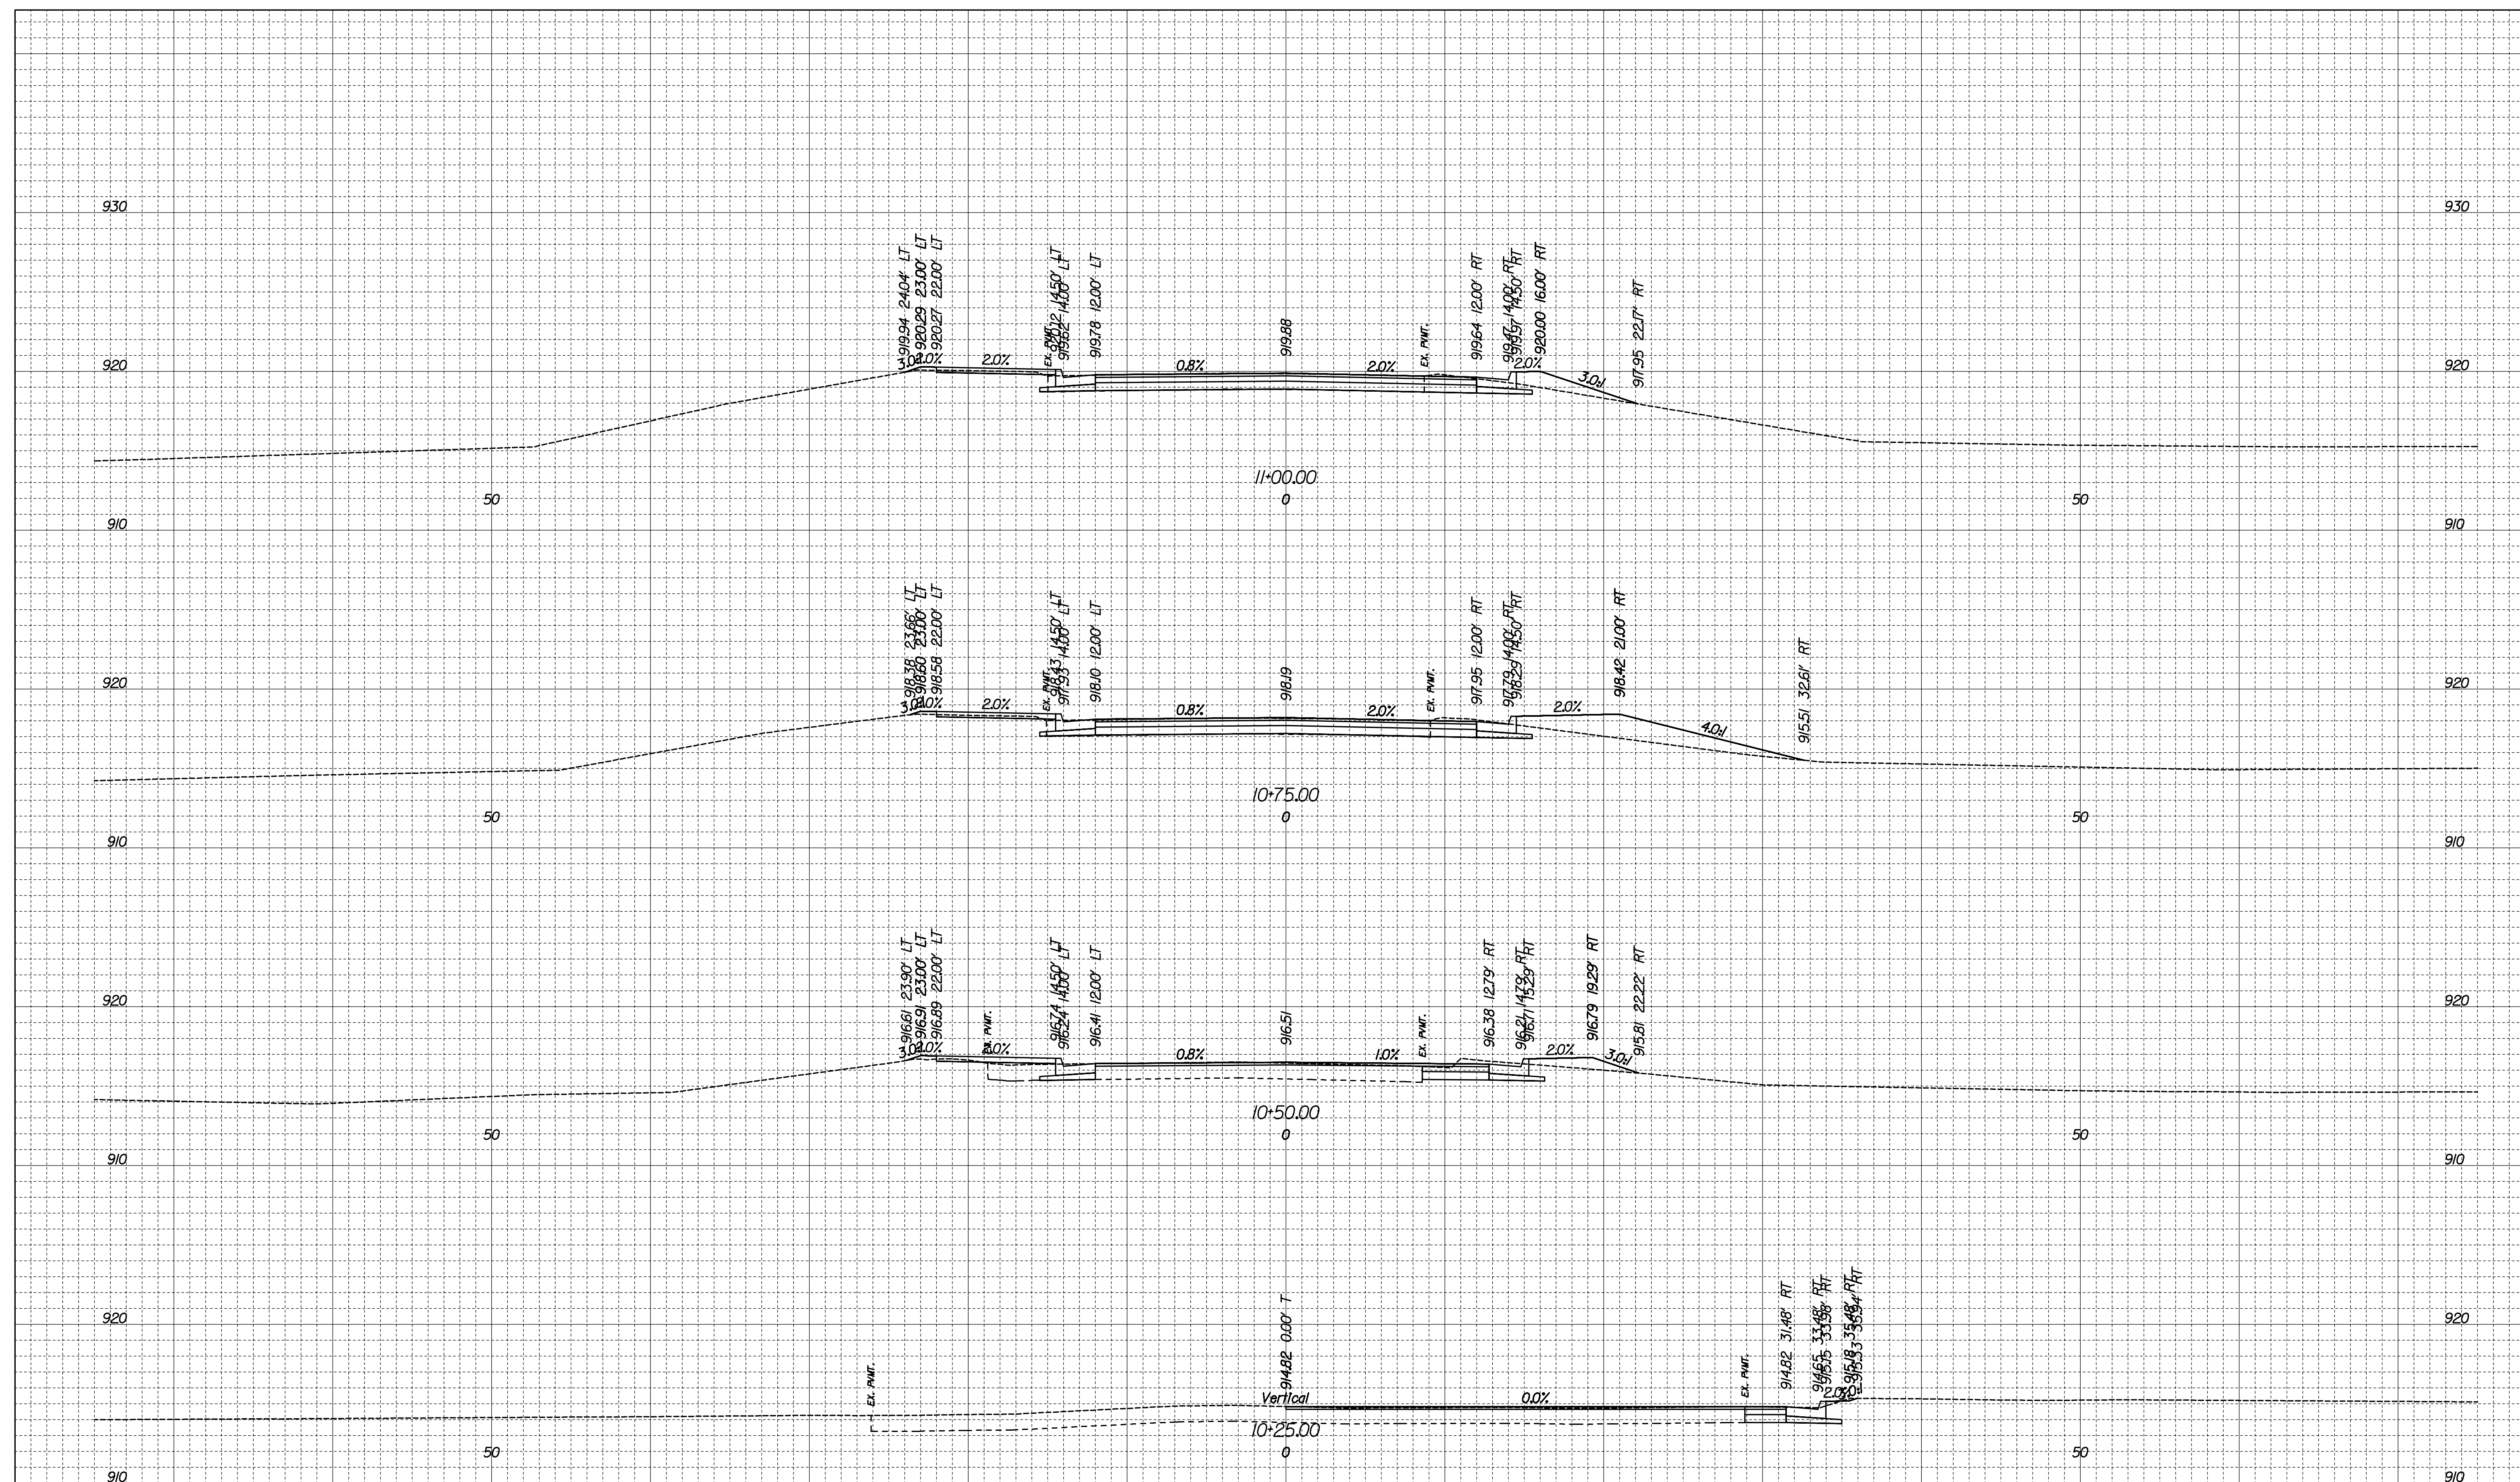 930 930
919.94 24.04' LT
920.29 23.00' LT
920.27 22.00' LT
EX. PVMT.
920.12 14.50' LT
919.62 14.00' LT
919.78 12.00' LT
919.88
EX. PVMT.
919.64 12.00' RT
919.47 14.00' RT
919.97 14.50' RT
920.00 16.00' RT
917.95 22.17' RT
920 3.0:1 2.0% 2.0% 0.8% 2.0% 2.0% 3.0:1 920
11+00.00
50 0 50
910 910
918.38 23.66' LT
918.60 23.00' LT
918.58 22.00' LT
EX. PVMT.
918.43 14.50' LT
917.93 14.00' LT
918.10 12.00' LT
918.19
EX. PVMT.
917.95 12.00' RT
917.79 14.00' RT
918.29 14.50' RT
918.42 21.00' RT
915.51 32.61' RT
920 920
3.0:1 2.0% 2.0% 0.8% 2.0% 2.0% 4.0:1
10+75.00
50 0 50
910 910
916.61 23.90' LT
916.91 23.00' LT
916.89 22.00' LT
EX. PVMT.
916.74 14.50' LT
916.24 14.00' LT
916.41 12.00' LT
916.51
EX. PVMT.
916.38 12.79' RT
916.21 14.79' RT
916.71 15.29' RT
916.79 19.29' RT
915.81 22.22' RT
920 920
3.0:1 2.0% 2.0% 0.8% 1.0% 2.0% 3.0:1
10+50.00
50 0 50
910 910
EX. PVMT.
914.82 0.00' T
EX. PVMT.
914.82 31.48' RT
914.65 33.48' RT
915.15 33.98' RT
915.18 35.48' RT
915.33 35.94' RT
920 920
Vertical 0.0% 2.0% 3.0:1
10+25.00
50 0 50
910 910